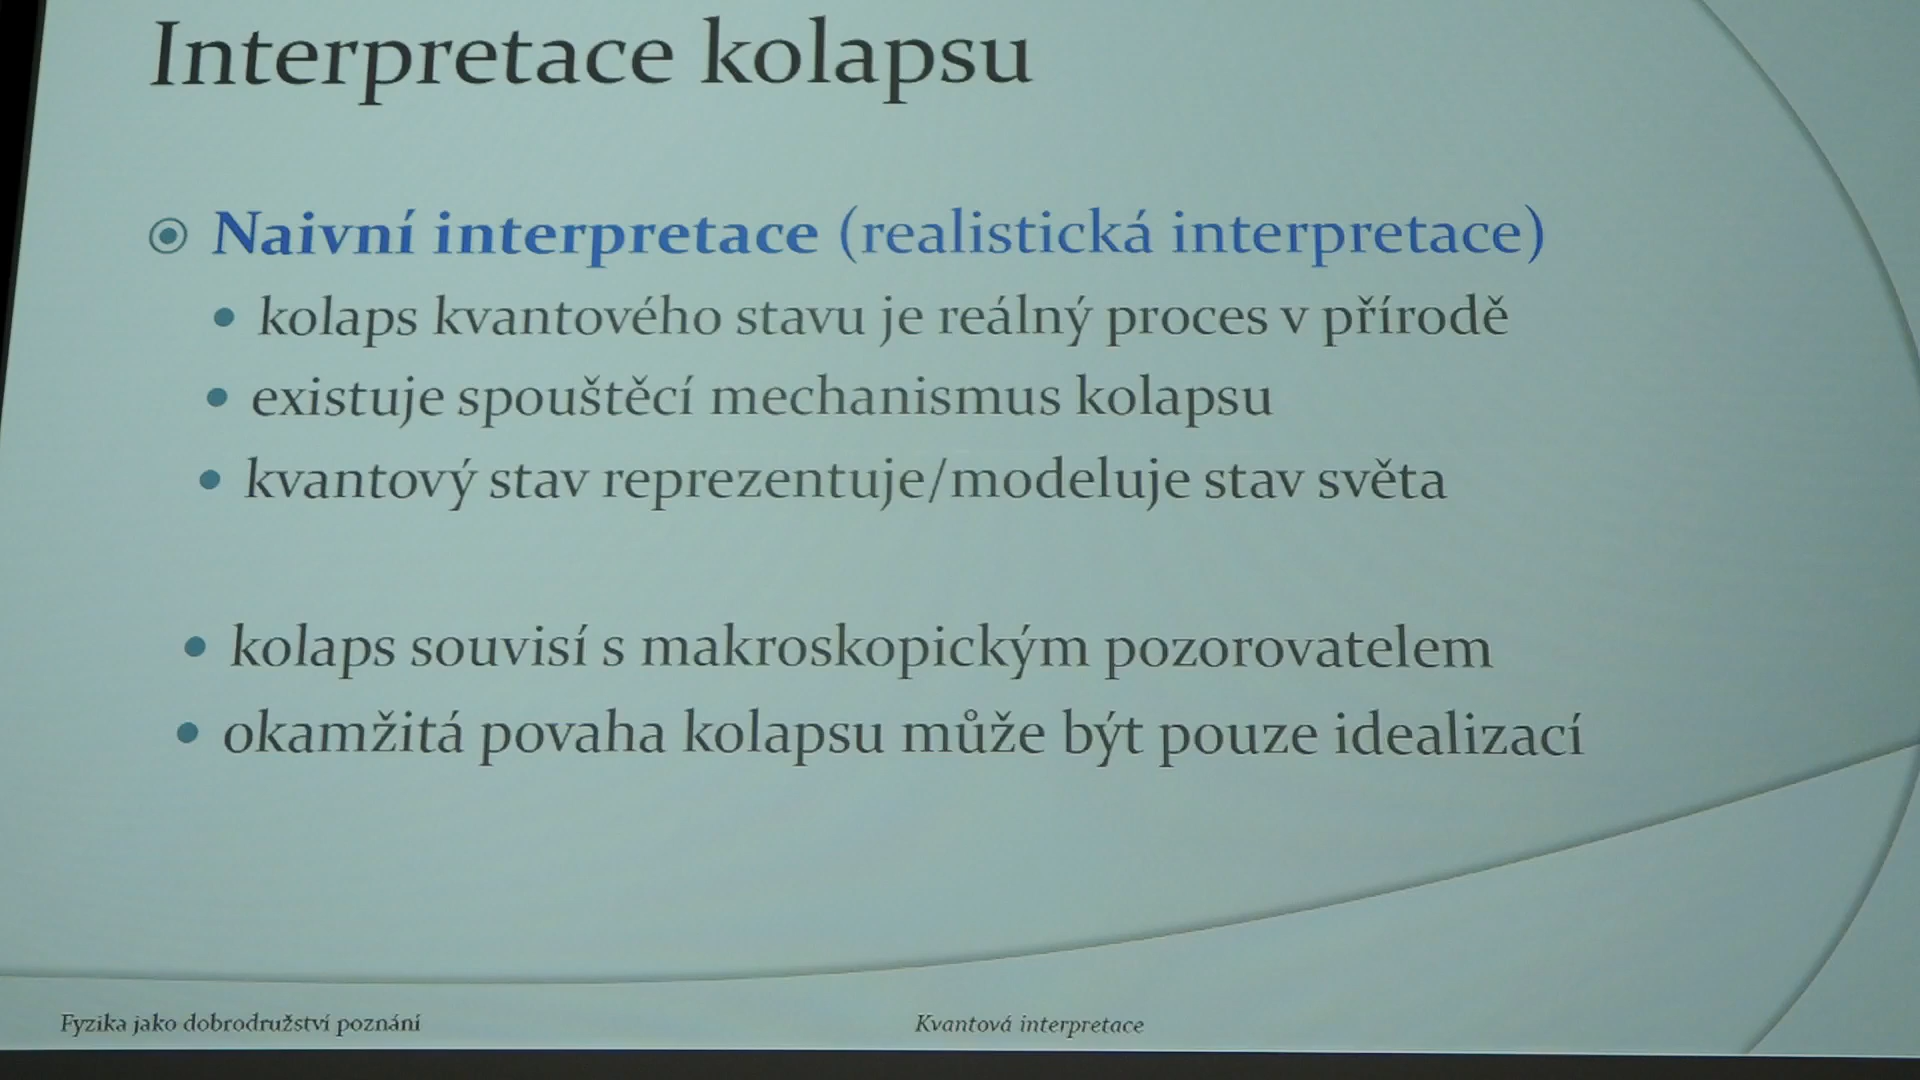 Interpretace kolapsu
Naivní interpretace (realistická interpretace)
kolaps kvantového stavu je reálný proces v přírodě
existuje spouštěcí mechanismus kolapsu
kvantový stav reprezentuje/modeluje stav světa
kolaps souvisí s makroskopickým pozorovatelem
okamžitá povaha kolapsu může být pouze idealizací
Fyzika jako dobrodružství poznání
Kvantová interpretace